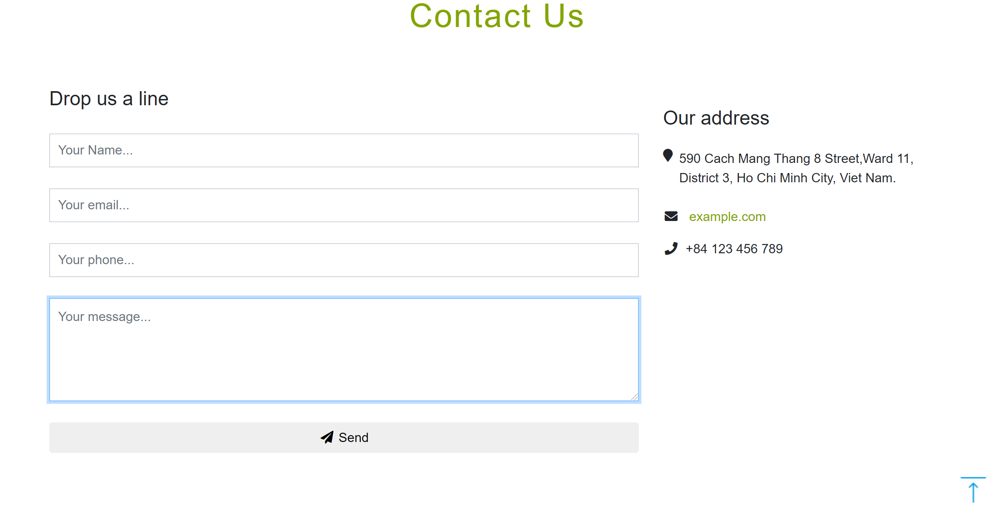 Contact Us
Drop us a line
Your Name...
Your email...
Your phone...
Your message...
Send
Our address
590 Cach Mang Thang 8 Street,Ward 11,
District 3, Ho Chi Minh City, Viet Nam.
example.com
+84 123 456 789